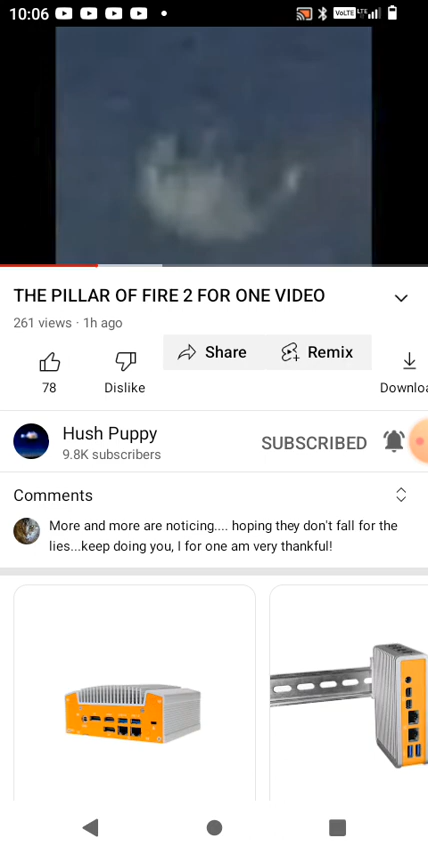 10:06
VoLTE LTE
THE PILLAR OF FIRE 2 FOR ONE VIDEO
261 views · 1h ago
Share
Remix
78
Dislike
Downloa
Hush Puppy
9.8K subscribers
SUBSCRIBED
Comments
More and more are noticing.... hoping they don't fall for the
lies...keep doing you, I for one am very thankful!